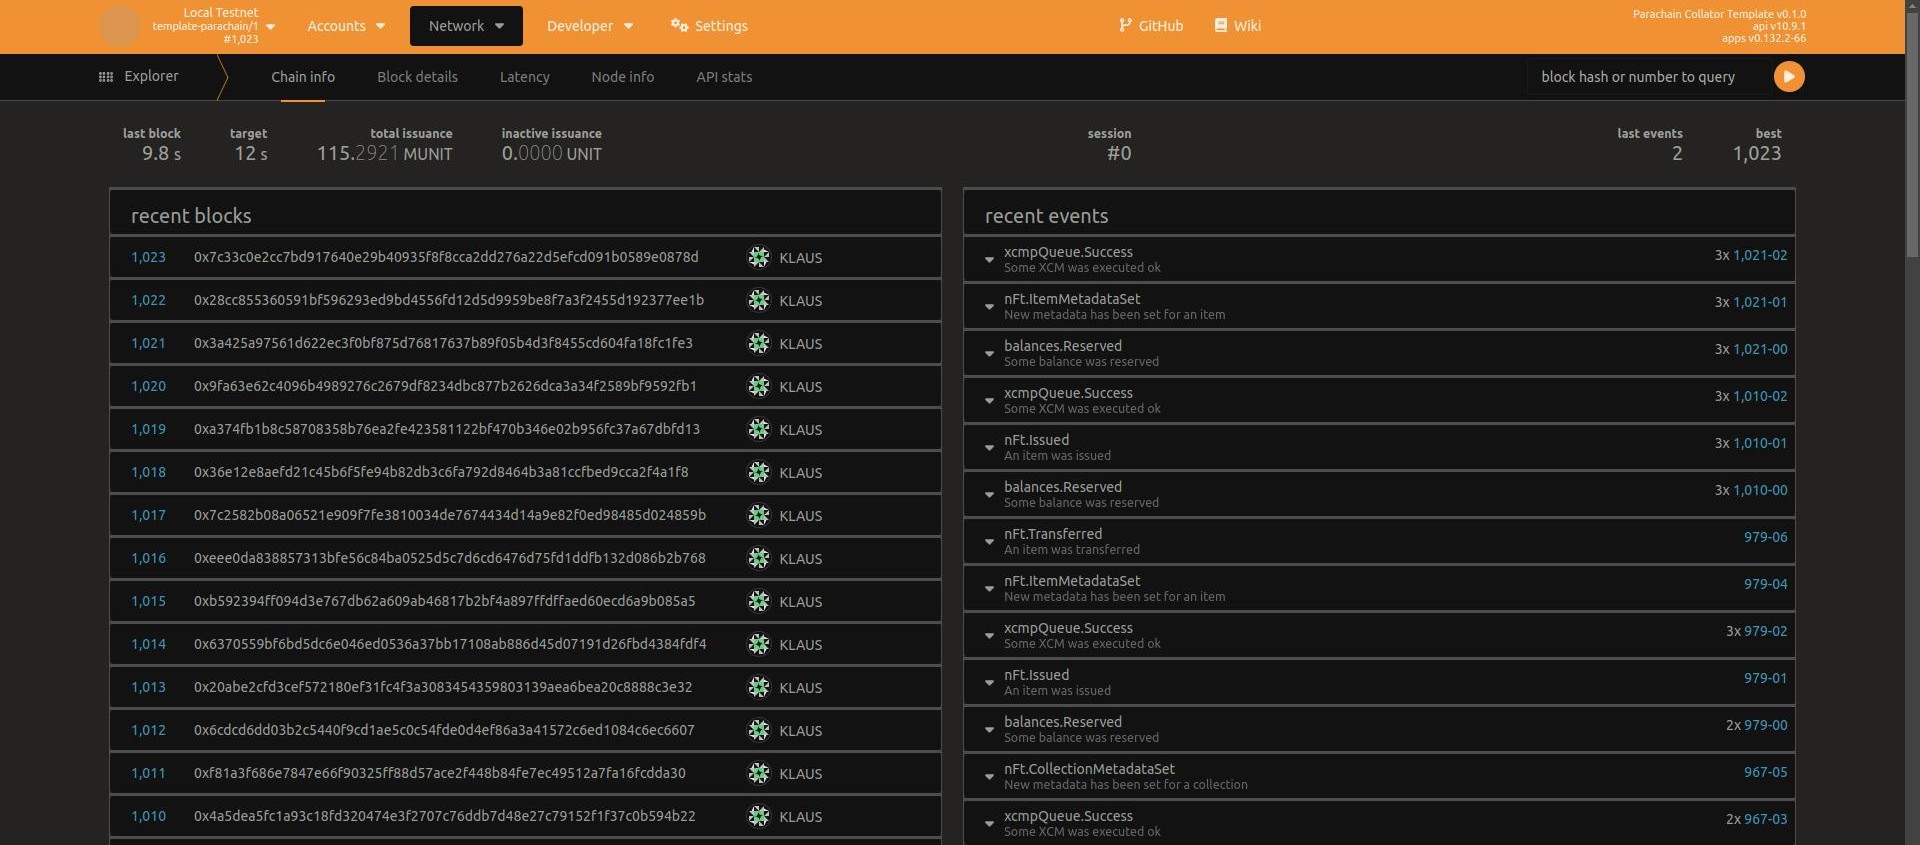 Local Testnet
template-parachain/1
#1,023
Accounts
Network
Developer
Settings
GitHub
Wiki
Parachain Collator Template v0.1.0
api v10.9.1
apps v0.132.2-66
Explorer
Chain info
Block details
Latency
Node info
API stats
block hash or number to query
last block
9.8 s
target
12 s
total issuance
115.2921 MUNIT
inactive issuance
0.0000 UNIT
session
#0
last events
2
best
1,023
recent blocks
1,023 0x7c33c0e2cc7bd917640e29b40935f8f8cca2dd276a22d5efcd091b0589e0878d KLAUS
1,022 0x28cc855360591bf596293ed9bd4556fd12d5d9959be8f7a3f2455d192377ee1b KLAUS
1,021 0x3a425a97561d622ec3f0bf875d76817637b89f05b4d3f8455cd604fa18fc1fe3 KLAUS
1,020 0x9fa63e62c4096b4989276c2679df8234dbc877b2626dca3a34f2589bf9592fb1 KLAUS
1,019 0xa374fb1b8c58708358b76ea2fe423581122bf470b346e02b956fc37a67dbfd13 KLAUS
1,018 0x36e12e8aefd21c45b6f5fe94b82db3c6fa792d8464b3a81ccfbed9cca2f4a1f8 KLAUS
1,017 0x7c2582b08a06521e909f7fe3810034de7674434d14a9e82f0ed98485d024859b KLAUS
1,016 0xeee0da838857313bfe56c84ba0525d5c7d6cd6476d75fd1ddfb132d086b2b768 KLAUS
1,015 0xb592394ff094d3e767db62a609ab46817b2bf4a897ffdffaed60ecd6a9b085a5 KLAUS
1,014 0x6370559bf6bd5dc6e046ed0536a37bb17108ab886d45d07191d26fbd4384fdf4 KLAUS
1,013 0x20abe2cfd3cef572180ef31fc4f3a3083454359803139aea6bea20c8888c3e32 KLAUS
1,012 0x6cdcd6dd03b2c5440f9cd1ae5c0c54fde0d4ef86a3a41572c6ed1084c6ec6607 KLAUS
1,011 0xf81a3f686e7847e66f90325ff88d57ace2f448b84fe7ec49512a7fa16fcdda30 KLAUS
1,010 0x4a5dea5fc1a93c18fd320474e3f2707c76ddb7d48e27c79152f1f37c0b594b22 KLAUS
recent events
xcmpQueue.Success 3x 1,021-02
Some XCM was executed ok
nFt.ItemMetadataSet 3x 1,021-01
New metadata has been set for an item
balances.Reserved 3x 1,021-00
Some balance was reserved
xcmpQueue.Success 3x 1,010-02
Some XCM was executed ok
nFt.Issued 3x 1,010-01
An item was issued
balances.Reserved 3x 1,010-00
Some balance was reserved
nFt.Transferred 979-06
An item was transferred
nFt.ItemMetadataSet 979-04
New metadata has been set for an item
xcmpQueue.Success 3x 979-02
Some XCM was executed ok
nFt.Issued 979-01
An item was issued
balances.Reserved 2x 979-00
Some balance was reserved
nFt.CollectionMetadataSet 967-05
New metadata has been set for a collection
xcmpQueue.Success 2x 967-03
Some XCM was executed ok